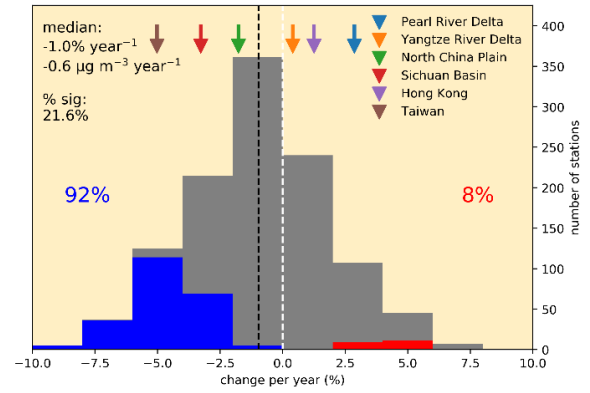 median:
-1.0% year⁻¹
-0.6 μg m⁻³ year⁻¹
% sig:
21.6%
Pearl River Delta
Yangtze River Delta
North China Plain
Sichuan Basin
Hong Kong
Taiwan
92%
8%
400
350
300
250
200
150
100
50
0
number of stations
−10.0 −7.5 −5.0 −2.5 0.0 2.5 5.0 7.5 10.0
change per year (%)